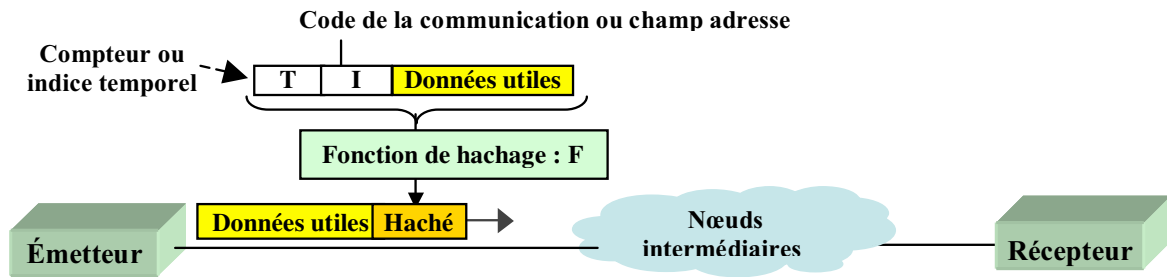 Code de la communication ou champ adresse
Compteur ou
indice temporel
T I Données utiles
Fonction de hachage : F
Données utiles Haché
Émetteur
Nœuds
intermédiaires
Récepteur